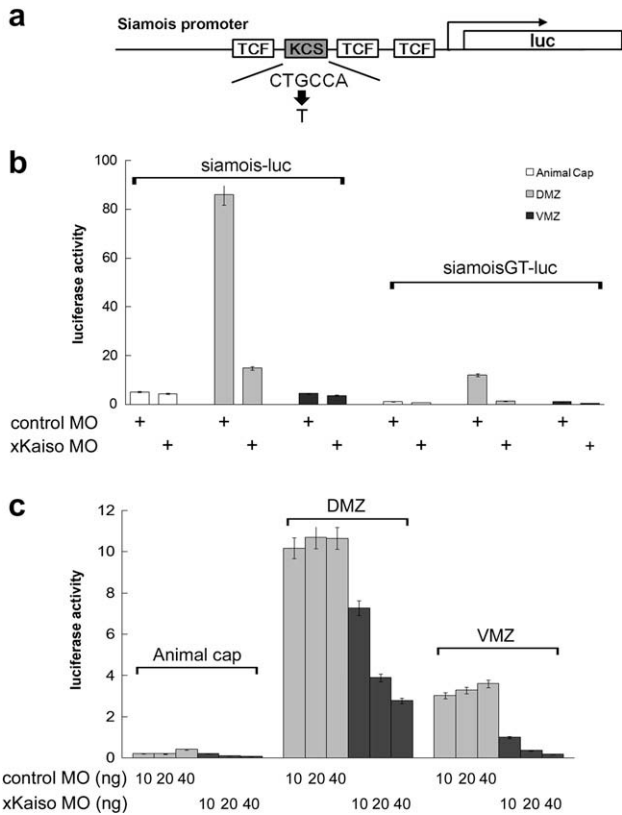 a
Siamois promoter
TCF KCS TCF TCF luc
CTGCCA
T
b
100
80
60
40
20
0
luciferase activity
siamois-luc
siamoisGT-luc
Animal Cap
DMZ
VMZ
control MO + + + + + +
xKaiso MO + + + + + +
c
12
10
8
6
4
2
0
luciferase activity
Animal cap
DMZ
VMZ
control MO (ng) 10 20 40 10 20 40 10 20 40
xKaiso MO (ng) 10 20 40 10 20 40 10 20 40